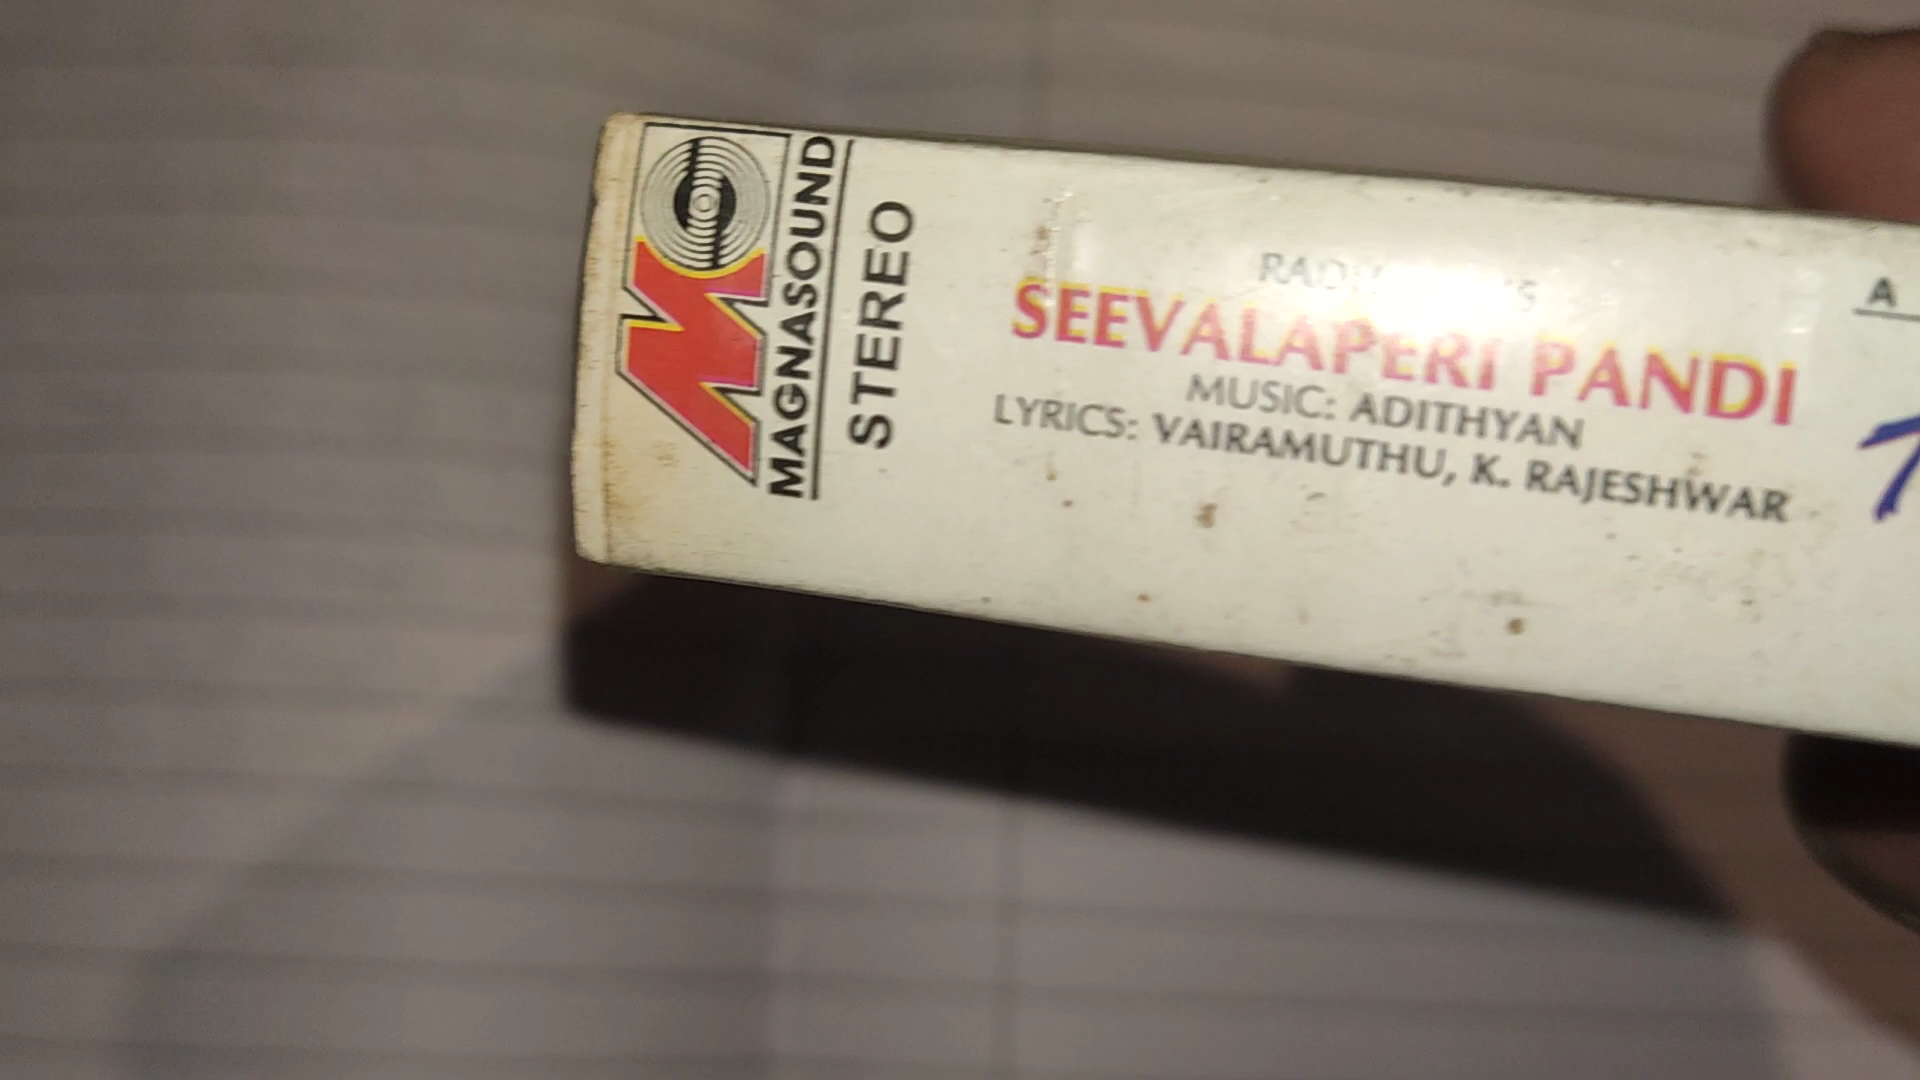 MAGNASOUND
STEREO
SEEVALAPERI PANDI
MUSIC: ADITHYAN
LYRICS: VAIRAMUTHU, K. RAJESHWAR
A